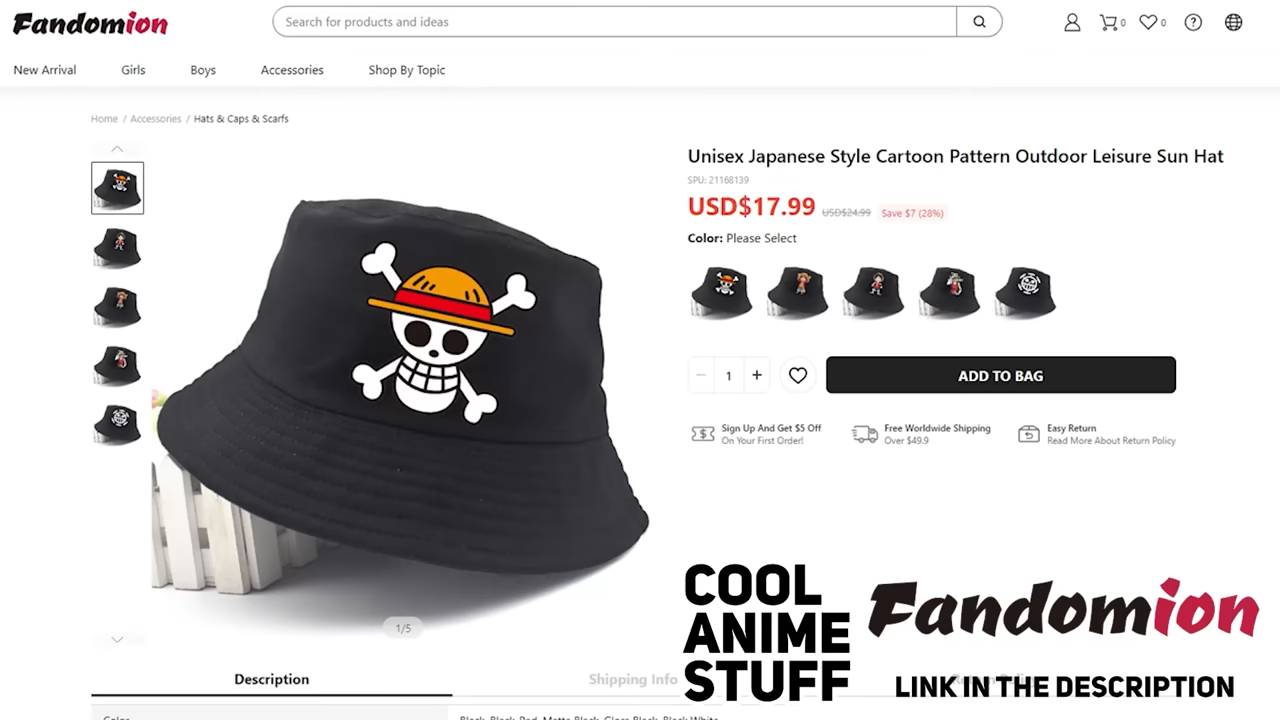 Fandomion
Search for products and ideas
0
0
New Arrival
Girls
Boys
Accessories
Shop By Topic
Home / Accessories / Hats & Caps & Scarfs
Unisex Japanese Style Cartoon Pattern Outdoor Leisure Sun Hat
SPU: 21168139
USD$17.99 USD$24.99 Save $7 (28%)
Color: Please Select
1
ADD TO BAG
Sign Up And Get $5 Off
On Your First Order!
Free Worldwide Shipping
Over $49.9
Easy Return
Read More About Return Policy
1/5
COOL
ANIME
STUFF
Fandomion
LINK IN THE DESCRIPTION
Description
Shipping Info
Color